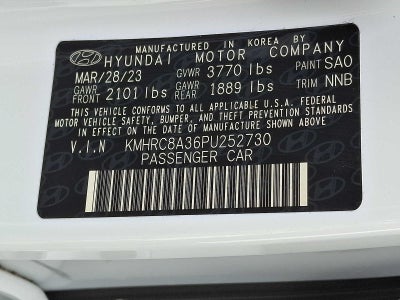 MANUFACTURED IN KOREA BY
HYUNDAI MOTOR COMPANY
MAR/28/23 GVWR 3770 lbs PAINT SAO
GAWR FRONT 2101 lbs GAWR REAR 1889 lbs TRIM NNB
THIS VEHICLE CONFORMS TO ALL APPLICABLE U.S.A. FEDERAL
MOTOR VEHICLE SAFETY, BUMPER, AND THEFT PREVENTION STANDARDS
IN EFFECT ON THE DATE OF MANUFACTURE SHOWN ABOVE.
V.I.N KMHRC8A36PU252730
PASSENGER CAR